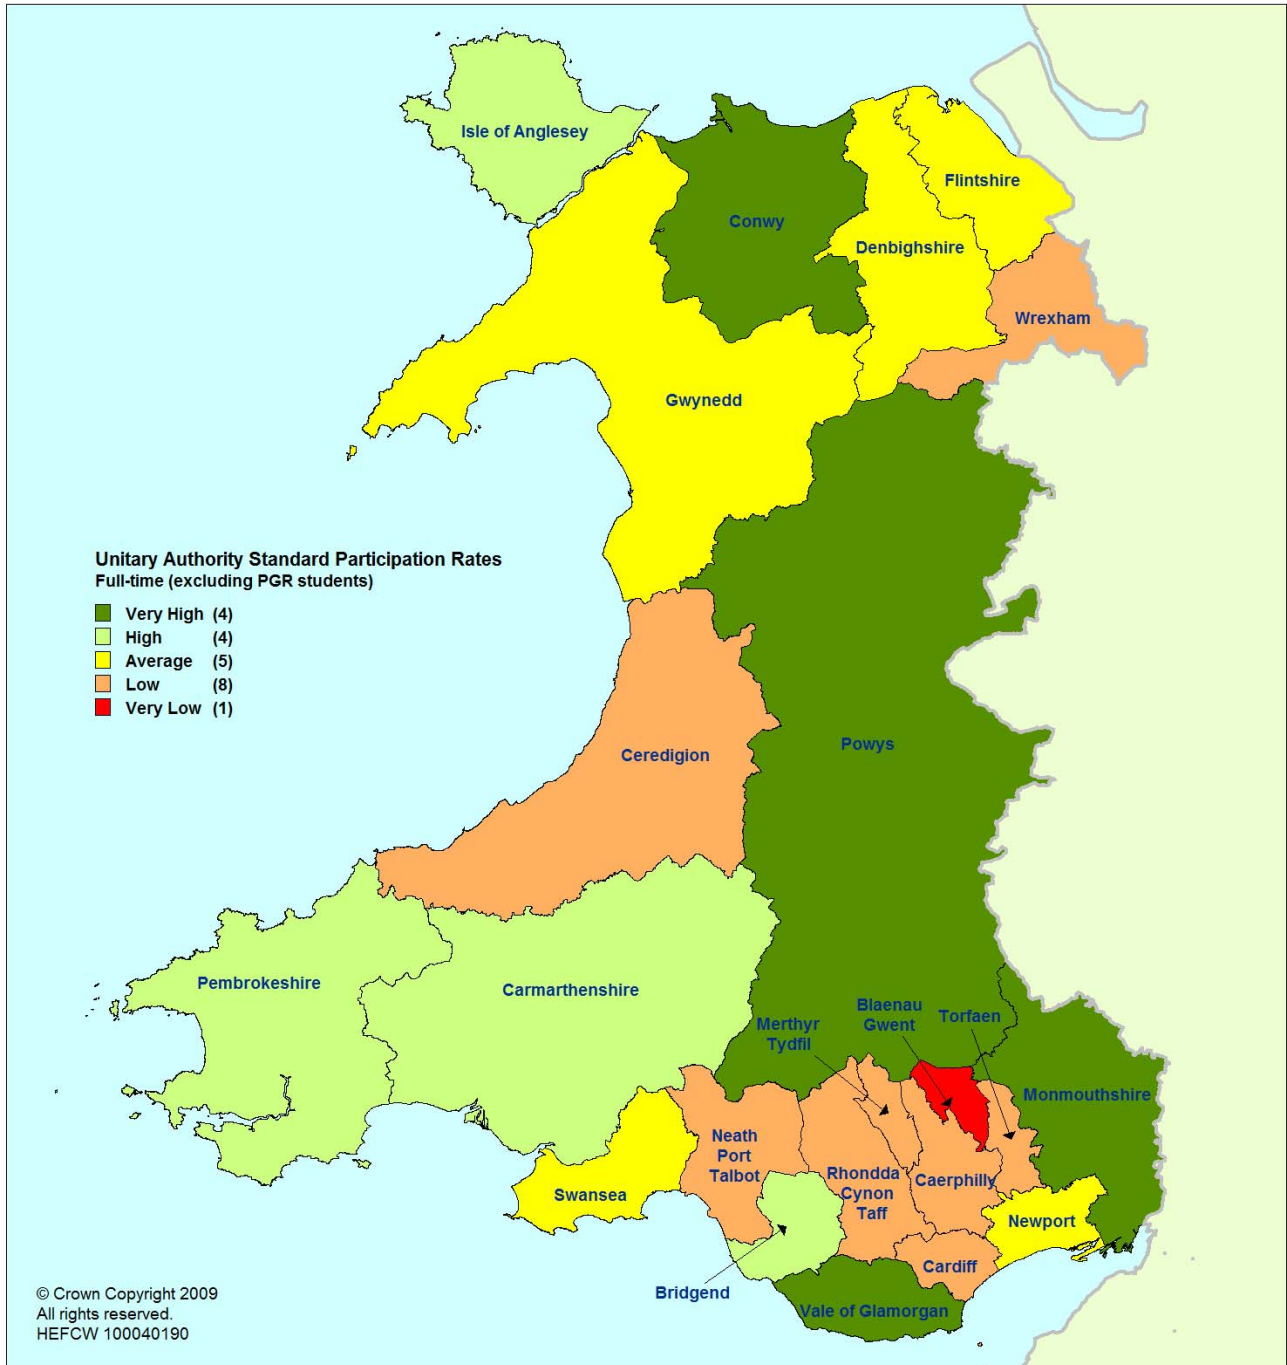 Isle of Anglesey
Flintshire
Conwy
Denbighshire
Wrexham
Gwynedd
Unitary Authority Standard Participation Rates
Full-time (excluding PGR students)
Very High (4)
High (4)
Average (5)
Low (8)
Very Low (1)
Ceredigion
Powys
Pembrokeshire
Carmarthenshire
Merthyr
Tydfil
Blaenau
Gwent
Torfaen
Monmouthshire
Neath
Port
Talbot
Rhondda
Cynon
Taff
Caerphilly
Swansea
Newport
Cardiff
Bridgend
Vale of Glamorgan
© Crown Copyright 2009
All rights reserved.
HEFCW 100040190